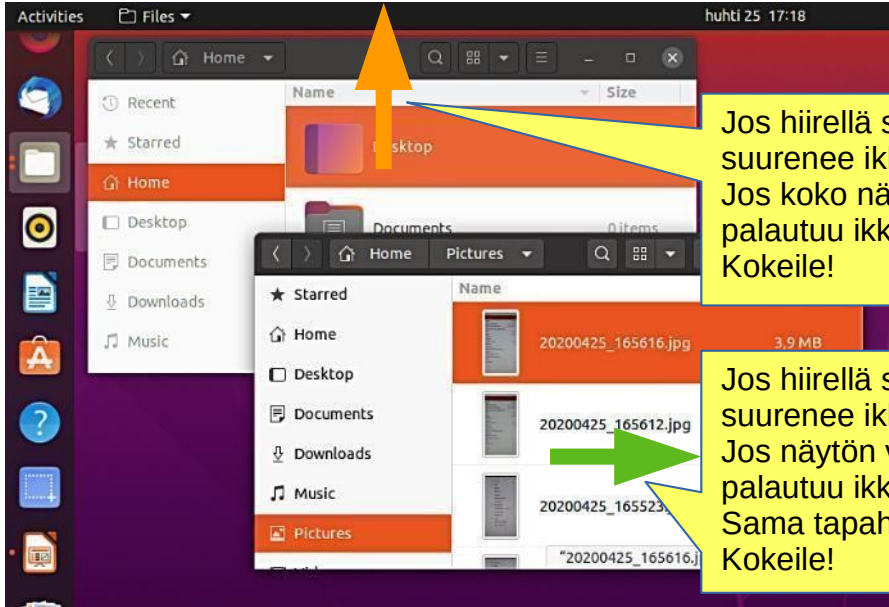 Activities Files huhti 25 17:18
Home
Name Size
Recent
Starred
Home
Desktop
Documents
Downloads
Music
Desktop
Documents 0 items
Home Pictures
Name
Starred
Home
Desktop
Documents
Downloads
Music
Pictures
20200425_165616.jpg 3,9 MB
20200425_165612.jpg
20200425_165523
"20200425_165616.j
Jos hiirellä s
suurenee ik
Jos koko nä
palautuu ikk
Kokeile!
Jos hiirellä s
suurenee ik
Jos näytön v
palautuu ikk
Sama tapah
Kokeile!